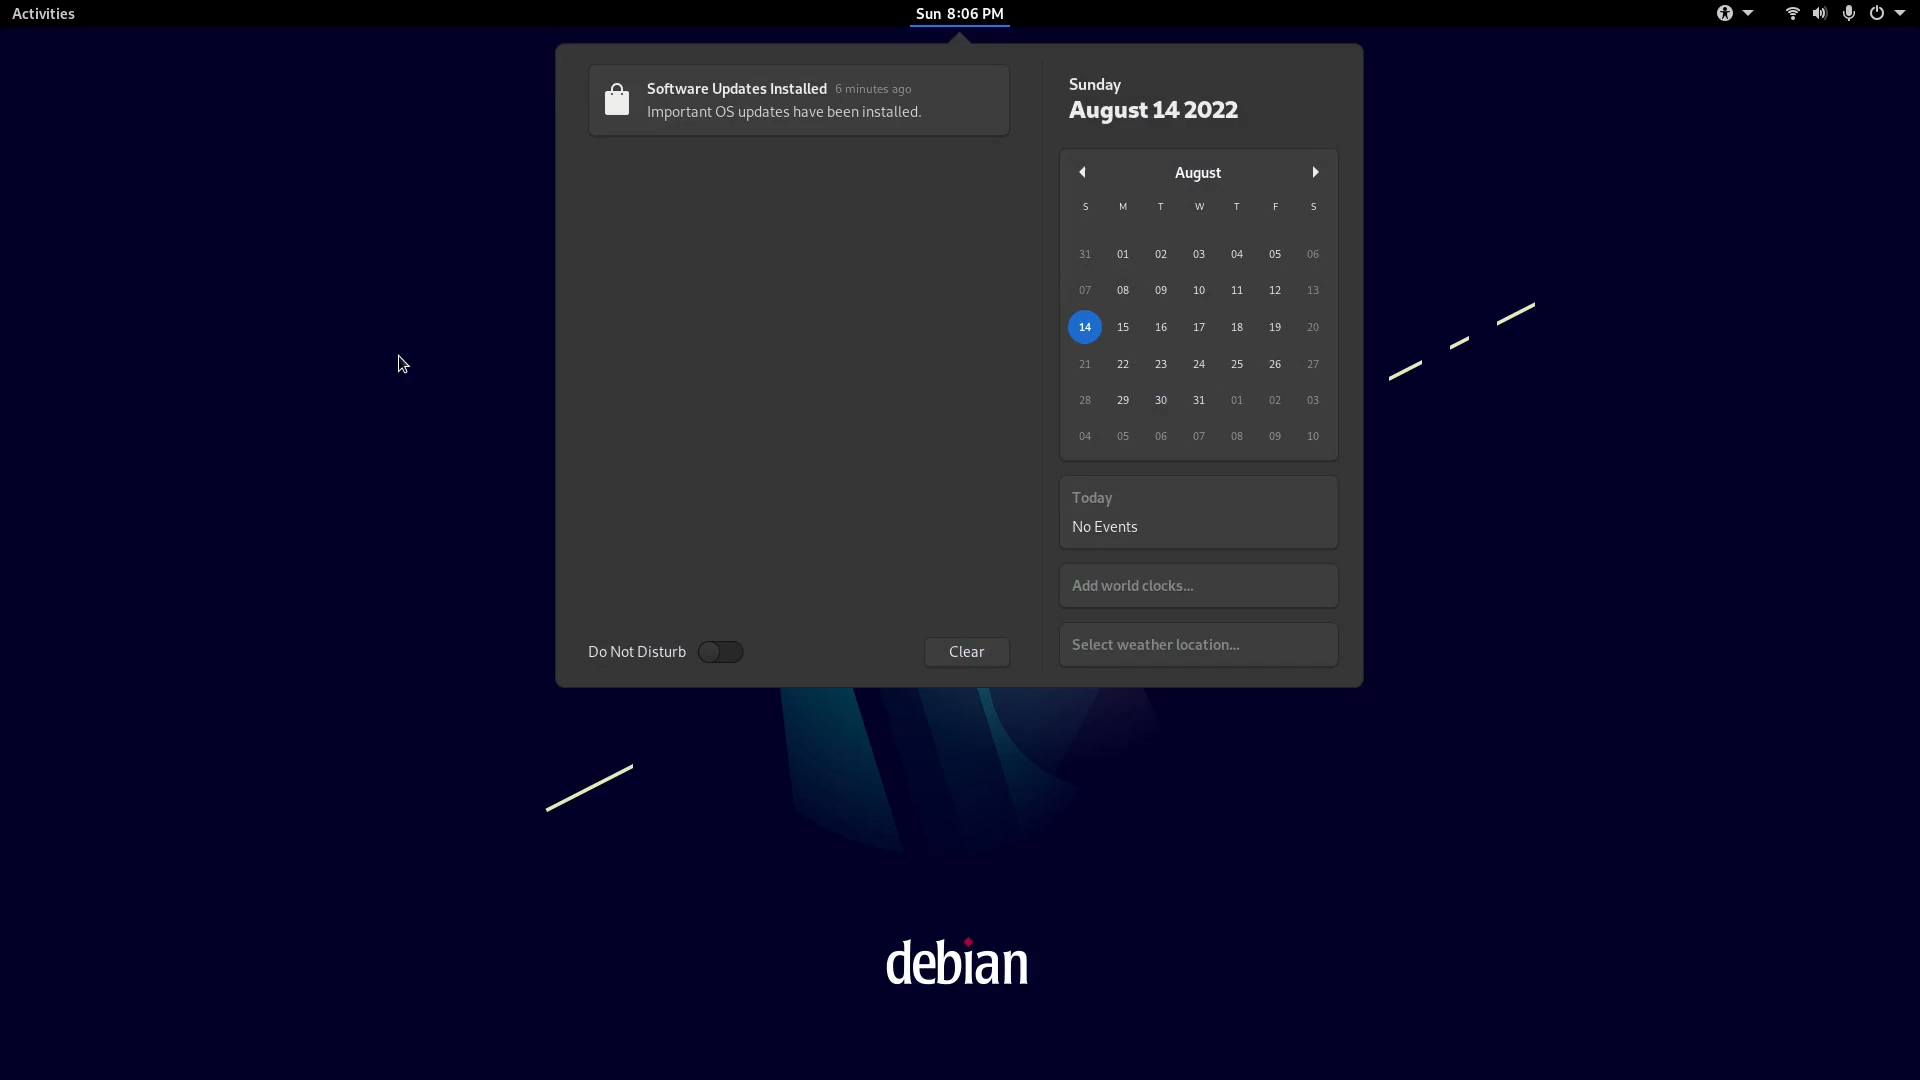 Activities
Sun 8:06 PM
Software Updates Installed 6 minutes ago
Important OS updates have been installed.
Do Not Disturb
Clear
Sunday
August 14 2022
August
S M T W T F S
31 01 02 03 04 05 06
07 08 09 10 11 12 13
14 15 16 17 18 19 20
21 22 23 24 25 26 27
28 29 30 31 01 02 03
04 05 06 07 08 09 10
Today
No Events
Add world clocks…
Select weather location…
debian